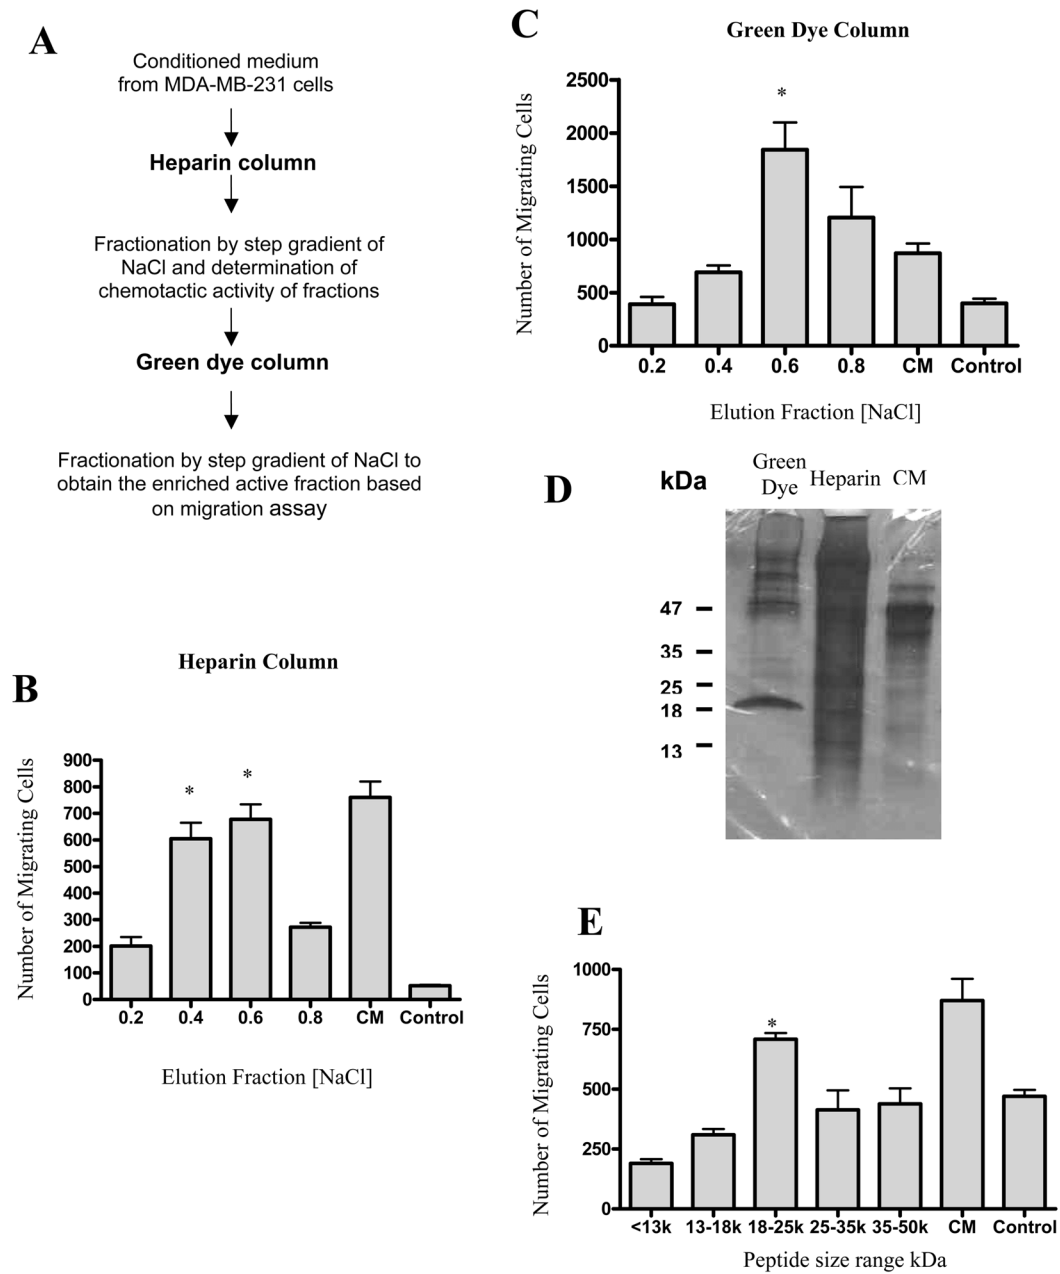 A
Conditioned medium
from MDA-MB-231 cells
Heparin column
Fractionation by step gradient of
NaCl and determination of
chemotactic activity of fractions
Green dye column
Fractionation by step gradient of NaCl to
obtain the enriched active fraction based
on migration assay
B
Heparin Column
Number of Migrating Cells
900
800
700
600
500
400
300
200
100
0
* *
0.2 0.4 0.6 0.8 CM Control
Elution Fraction [NaCl]
C
Green Dye Column
Number of Migrating Cells
2500
2000
1500
1000
500
0
*
0.2 0.4 0.6 0.8 CM Control
Elution Fraction [NaCl]
D
kDa
Green
Dye
Heparin CM
47
35
25
18
13
E
Number of Migrating Cells
1000
750
500
250
0
*
<13k 13-18k 18-25k 25-35k 35-50k CM Control
Peptide size range kDa